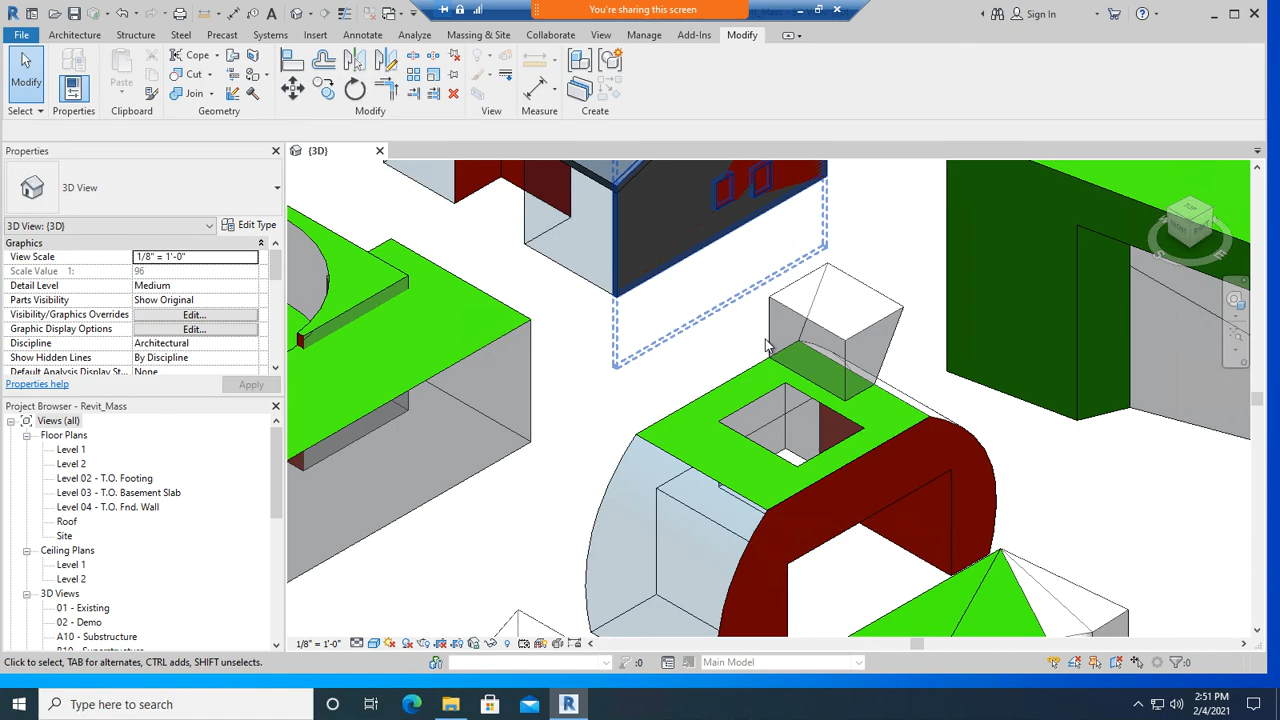 You're sharing this screen
Revit_Mass
Sign In
File
Architecture
Structure
Steel
Precast
Systems
Insert
Annotate
Analyze
Massing & Site
Collaborate
View
Manage
Add-Ins
Modify
Modify
Paste
Cope
Cut
Join
Select
Properties
Clipboard
Geometry
Modify
View
Measure
Create
Properties
{3D}
3D View
3D View: {3D}
Edit Type
Graphics
View Scale 1/8" = 1'-0"
Scale Value 1: 96
Detail Level Medium
Parts Visibility Show Original
Visibility/Graphics Overrides Edit...
Graphic Display Options Edit...
Discipline Architectural
Show Hidden Lines By Discipline
Default Analysis Display St... None
Properties help
Apply
Project Browser - Revit_Mass
Views (all)
Floor Plans
Level 1
Level 2
Level 02 - T.O. Footing
Level 03 - T.O. Basement Slab
Level 04 - T.O. Fnd. Wall
Roof
Site
Ceiling Plans
Level 1
Level 2
3D Views
01 - Existing
02 - Demo
A10 - Substructure
TOP
1/8" = 1'-0"
Click to select, TAB for alternates, CTRL adds, SHIFT unselects.
:0
Main Model
:0
Type here to search
2:51 PM
2/4/2021